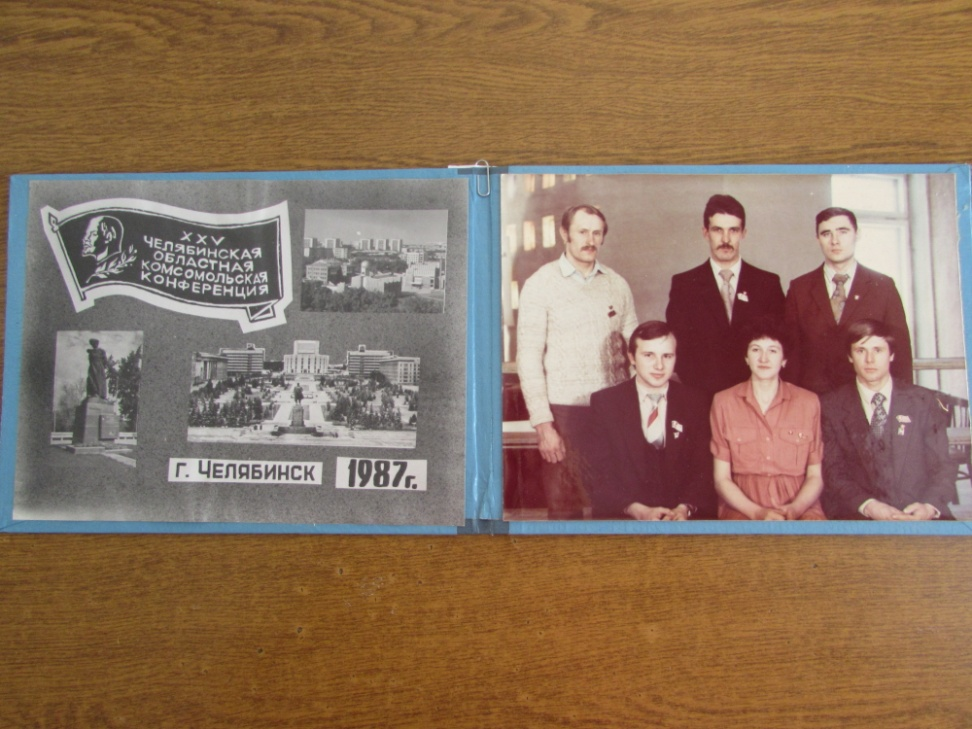 XXV
ЧЕЛЯБИНСКАЯ
ОБЛАСТНАЯ
КОМСОМОЛЬСКАЯ
КОНФЕРЕНЦИЯ
Г. ЧЕЛЯБИНСК
1987г.